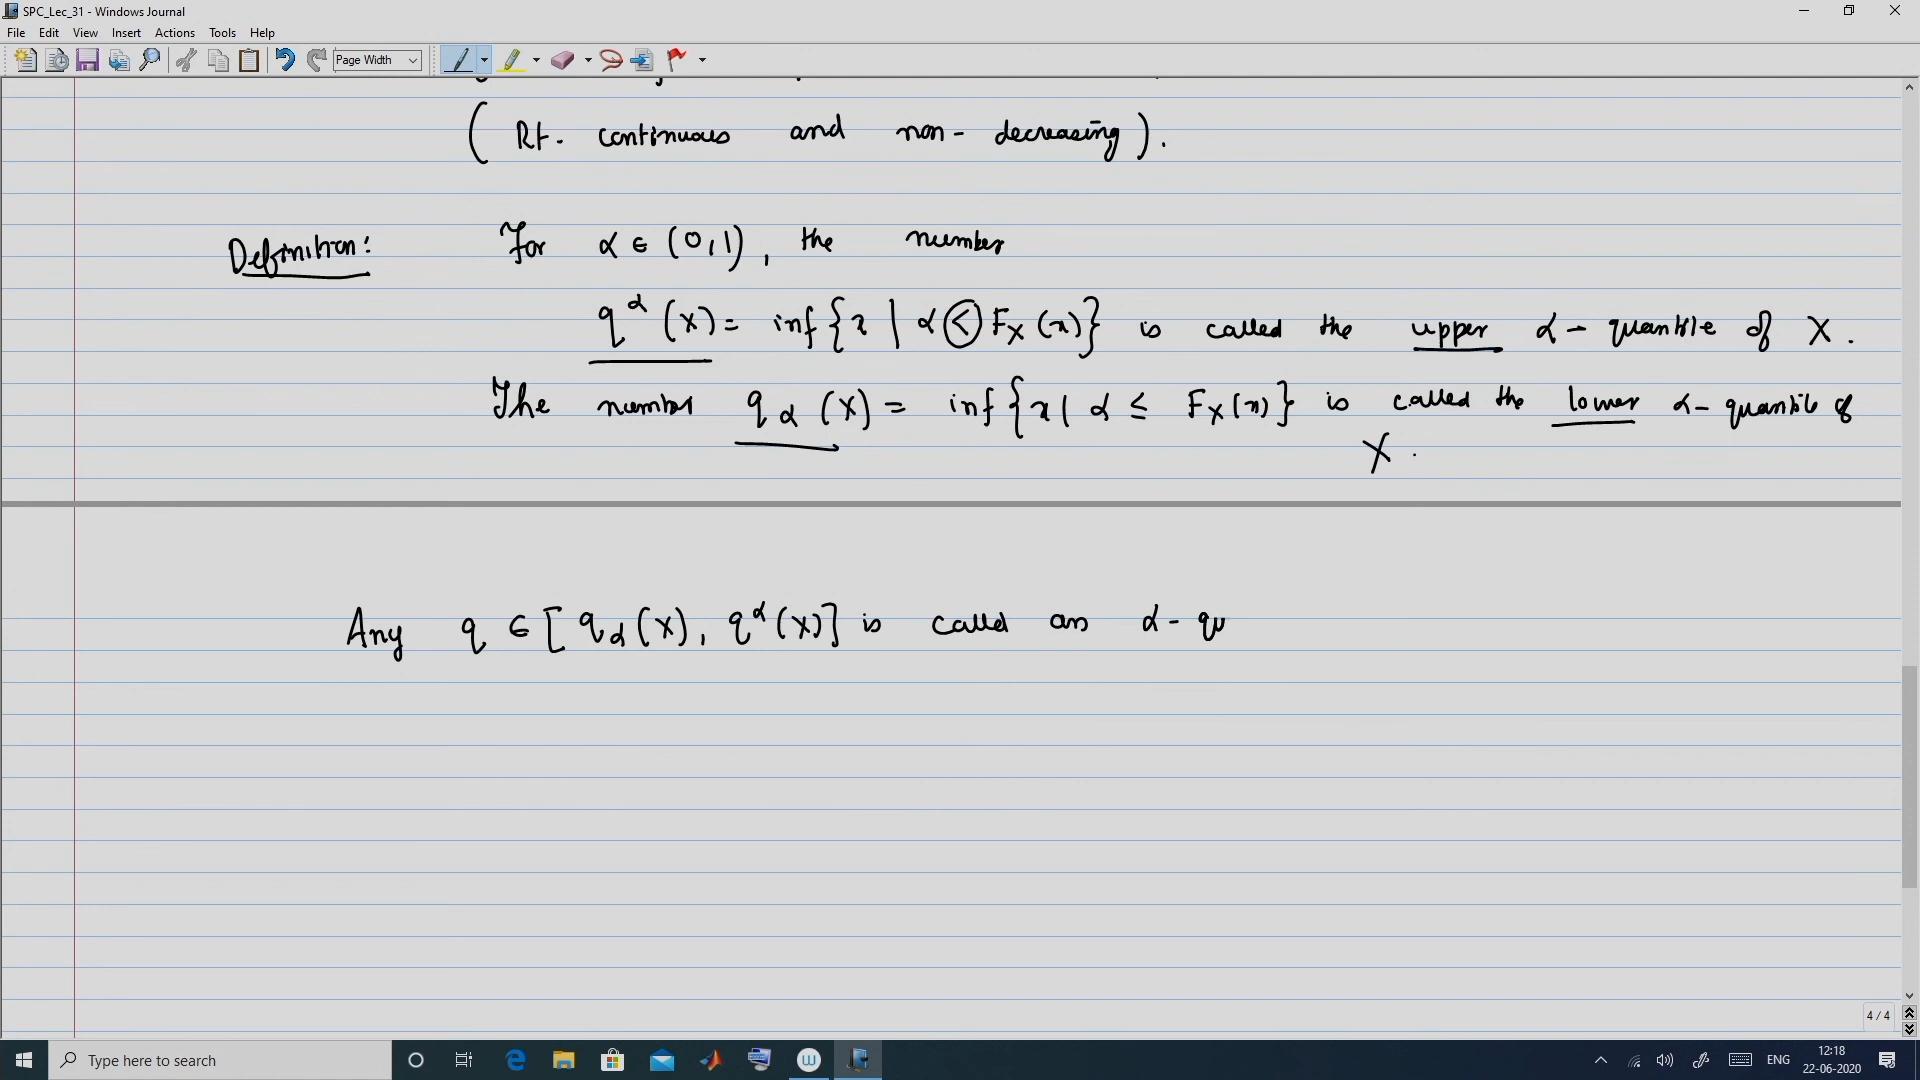 SPC_Lec_31 - Windows Journal
File Edit View Insert Actions Tools Help
Page Width
( Rt. continuous and non-decreasing ).
Definition: For α ∈ (0,1), the number
q^α (X) = inf{x | α < F_X (x)} is called the upper α-quantile of X.
The number q_α (X) = inf{x | α ≤ F_X (x)} is called the lower α-quantile of
X.
Any q ∈ [q_α(X), q^α(X)] is called an α-qu
4 / 4
Type here to search
ENG
12:18
22-06-2020